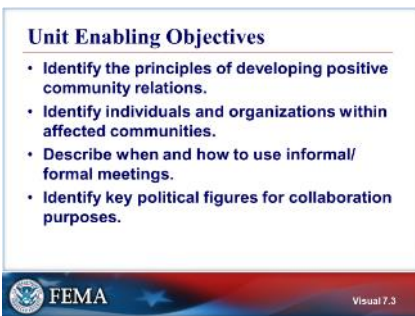 Unit Enabling Objectives
• Identify the principles of developing positive
community relations.
• Identify individuals and organizations within
affected communities.
• Describe when and how to use informal/
formal meetings.
• Identify key political figures for collaboration
purposes.
FEMA
Visual 7.3